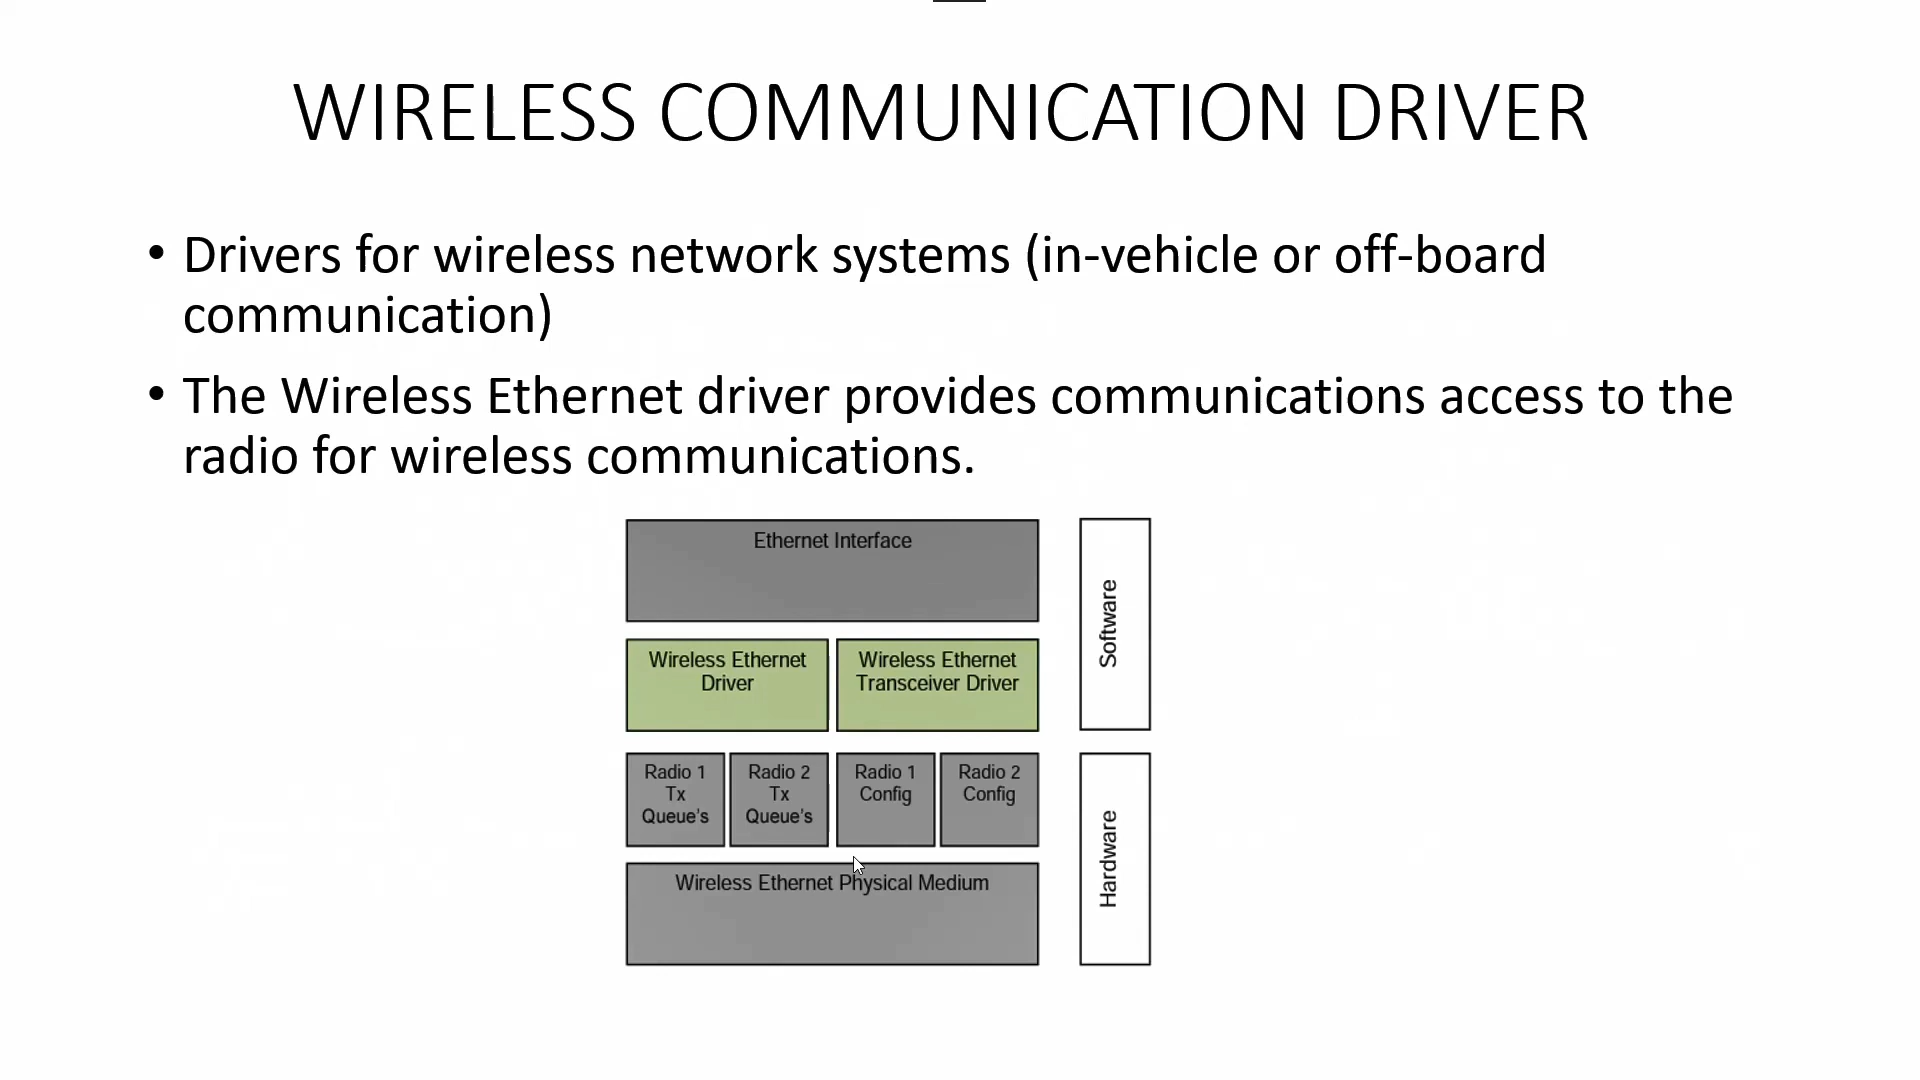 WIRELESS COMMUNICATION DRIVER
• Drivers for wireless network systems (in-vehicle or off-board
communication)
• The Wireless Ethernet driver provides communications access to the
radio for wireless communications.
Ethernet Interface
Wireless Ethernet
Driver
Wireless Ethernet
Transceiver Driver
Software
Radio 1
Tx
Queue's
Radio 2
Tx
Queue's
Radio 1
Config
Radio 2
Config
Wireless Ethernet Physical Medium
Hardware